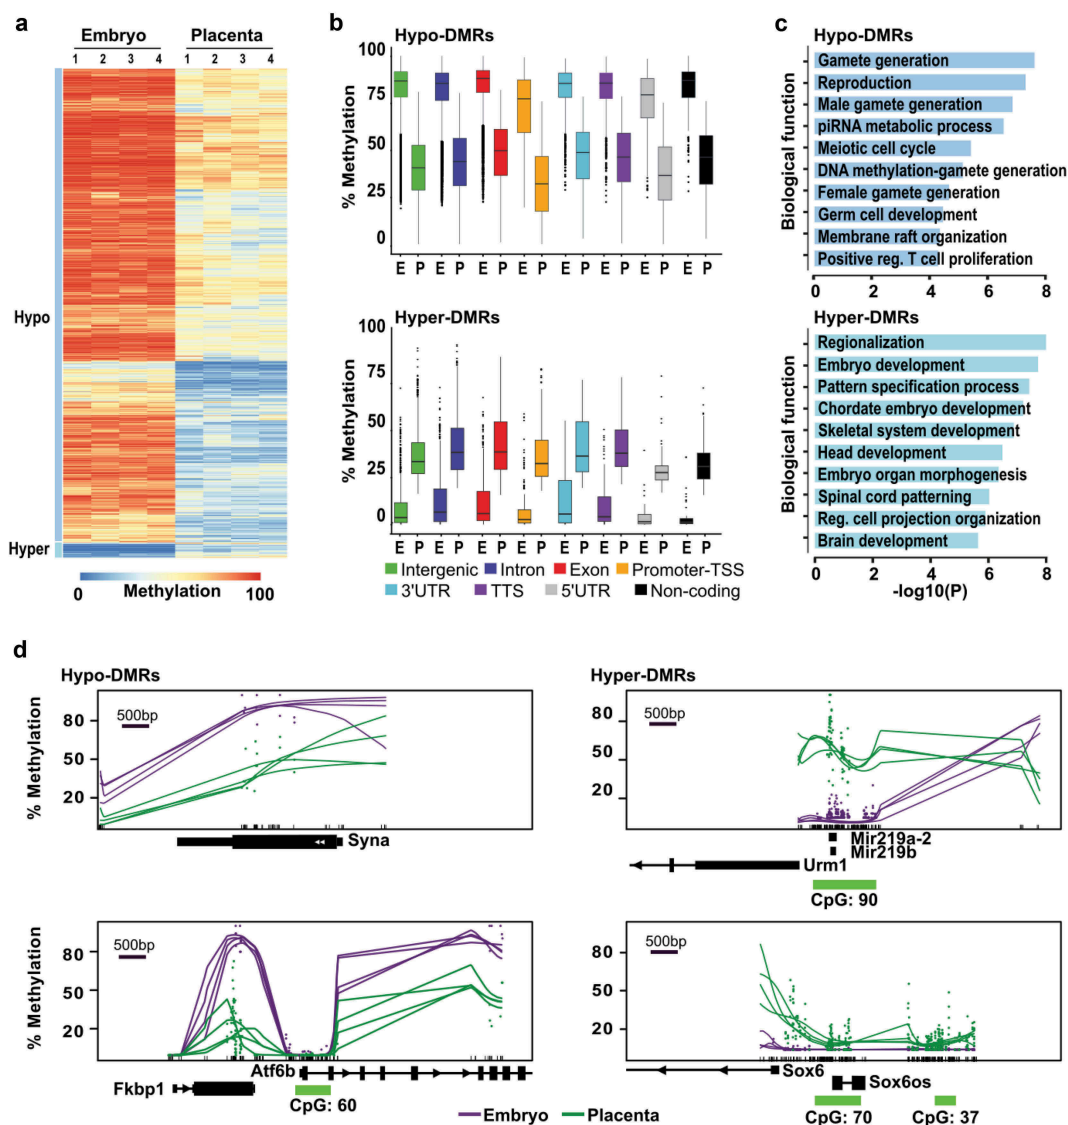 a
Embryo Placenta
1 2 3 4 1 2 3 4
Hypo
Hyper
0 Methylation 100
b
Hypo-DMRs
% Methylation
100
75
50
25
0
E P E P E P E P E P E P E P E P
Hyper-DMRs
% Methylation
100
75
50
25
0
E P E P E P E P E P E P E P E P
Intergenic Intron Exon Promoter-TSS
3'UTR TTS 5'UTR Non-coding
c
Hypo-DMRs
Biological function
Gamete generation
Reproduction
Male gamete generation
piRNA metabolic process
Meiotic cell cycle
DNA methylation-gamete generation
Female gamete generation
Germ cell development
Membrane raft organization
Positive reg. T cell proliferation
0 2 4 6 8
Hyper-DMRs
Biological function
Regionalization
Embryo development
Pattern specification process
Chordate embryo development
Skeletal system development
Head development
Embryo organ morphogenesis
Spinal cord patterning
Reg. cell projection organization
Brain development
0 2 4 6 8
-log10(P)
d
Hypo-DMRs
% Methylation
80
50
20
500bp
Syna
Hyper-DMRs
80
50
20
500bp
Mir219a-2
Mir219b
Urm1
CpG: 90
% Methylation
80
50
20
500bp
Atf6b
Fkbp1
CpG: 60
80
50
20
500bp
Sox6
Sox6os
CpG: 70 CpG: 37
Embryo Placenta